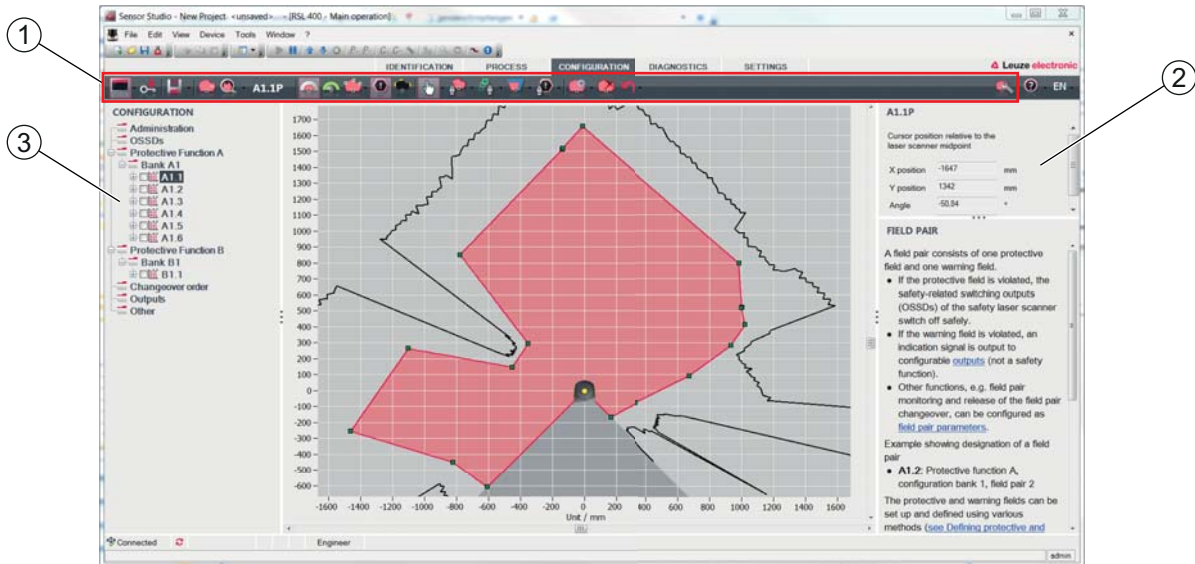 1
2
3
Sensor Studio - New Project <unsaved> - [RSL 400 - Main operation]
File Edit View Device Tools Window ?
IDENTIFICATION PROCESS CONFIGURATION DIAGNOSTICS SETTINGS
Leuze electronic
A1.1P
EN
CONFIGURATION
Administration
OSSDs
Protective Function A
Bank A1
A1.1
A1.2
A1.3
A1.4
A1.5
A1.6
Protective Function B
Bank B1
B1.1
Changeover order
Outputs
Other
1700
1600
1500
1400
1300
1200
1100
1000
900
800
700
600
500
400
300
200
100
0
-100
-200
-300
-400
-500
-600
-1600 -1400 -1200 -1000 -800 -600 -400 -200 0 200 400 600 800 1000 1200 1400 1600
Unit / mm
A1.1P
Cursor position relative to the
laser scanner midpoint
X position -1647 mm
Y position 1342 mm
Angle -50.84 °
FIELD PAIR
A field pair consists of one protective
field and one warning field.
• If the protective field is violated, the
safety-related switching outputs
(OSSDs) of the safety laser scanner
switch off safely.
• If the warning field is violated, an
indication signal is output to
configurable outputs (not a safety
function).
• Other functions, e.g. field pair
monitoring and release of the field pair
changeover, can be configured as
field pair parameters.
Example showing designation of a field
pair
• A1.2: Protective function A,
configuration bank 1, field pair 2
The protective and warning fields can be
set up and defined using various
methods (see Defining protective and
Connected
Engineer
admin